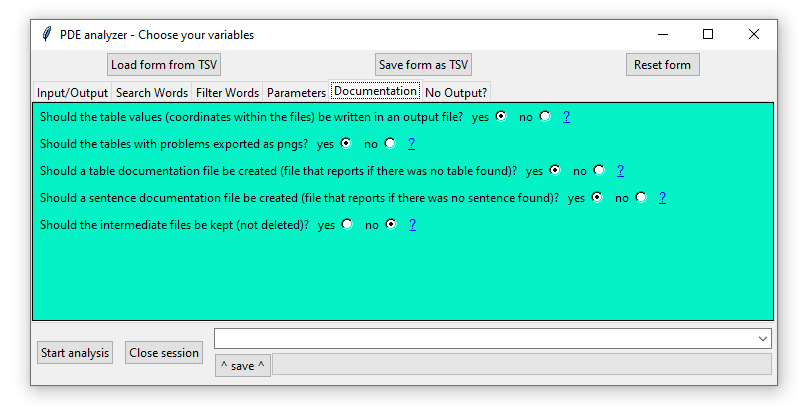 PDE analyzer - Choose your variables
Load form from TSV Save form as TSV Reset form
Input/Output Search Words Filter Words Parameters Documentation No Output?
Should the table values (coordinates within the files) be written in an output file? yes no ?
Should the tables with problems exported as pngs? yes no ?
Should a table documentation file be created (file that reports if there was no table found)? yes no ?
Should a sentence documentation file be created (file that reports if there was no sentence found)? yes no ?
Should the intermediate files be kept (not deleted)? yes no ?
Start analysis Close session
^ save ^